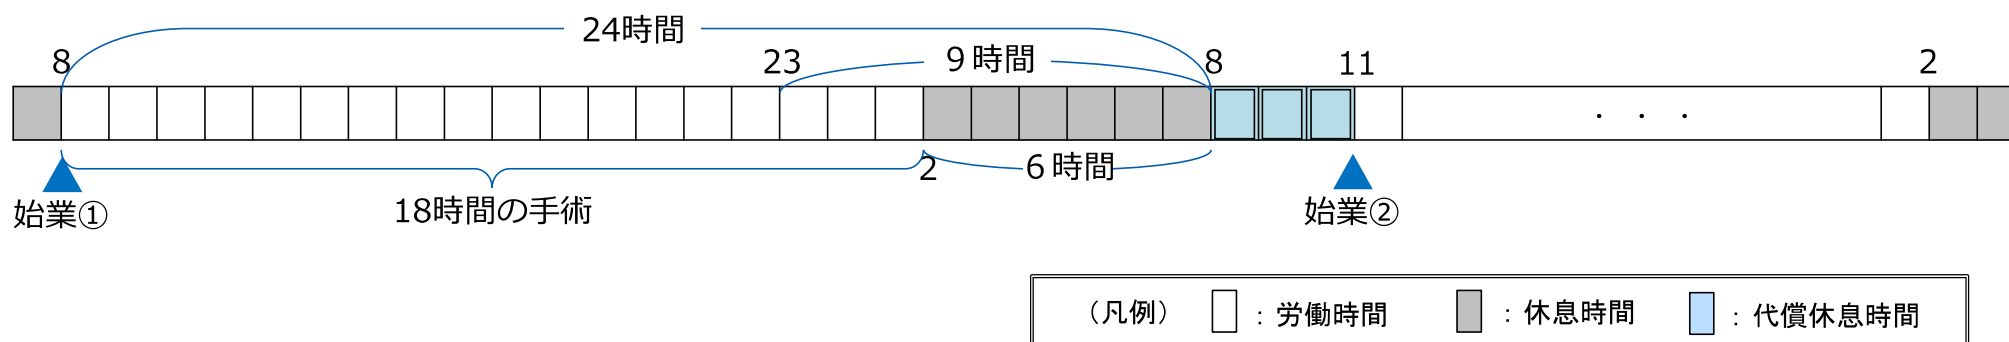 24時間
8
23
9時間
8
11
2
・・・
2
6時間
18時間の手術
始業①
始業②
（凡例）
：労働時間
：休息時間
：代償休息時間